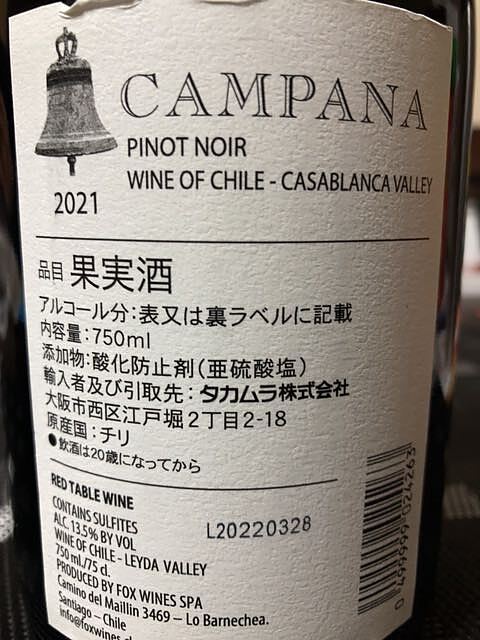 CAMPANA
PINOT NOIR
WINE OF CHILE - CASABLANCA VALLEY
2021
品目 果実酒
アルコール分:表又は裏ラベルに記載
内容量:750ml
添加物:酸化防止剤(亜硫酸塩)
輸入者及び引取先:タカムラ株式会社
大阪市西区江戸堀2丁目2-18
原産国:チリ
●飲酒は20歳になってから
RED TABLE WINE
CONTAINS SULFITES
ALC. 13.5% BY VOL
WINE OF CHILE - LEYDA VALLEY
750 ml./75 cl.
PRODUCED BY FOX WINES SPA
Camino del Maillin 3469 – Lo Barnechea.
Santiago – Chile
L20220328
0 499999 024263